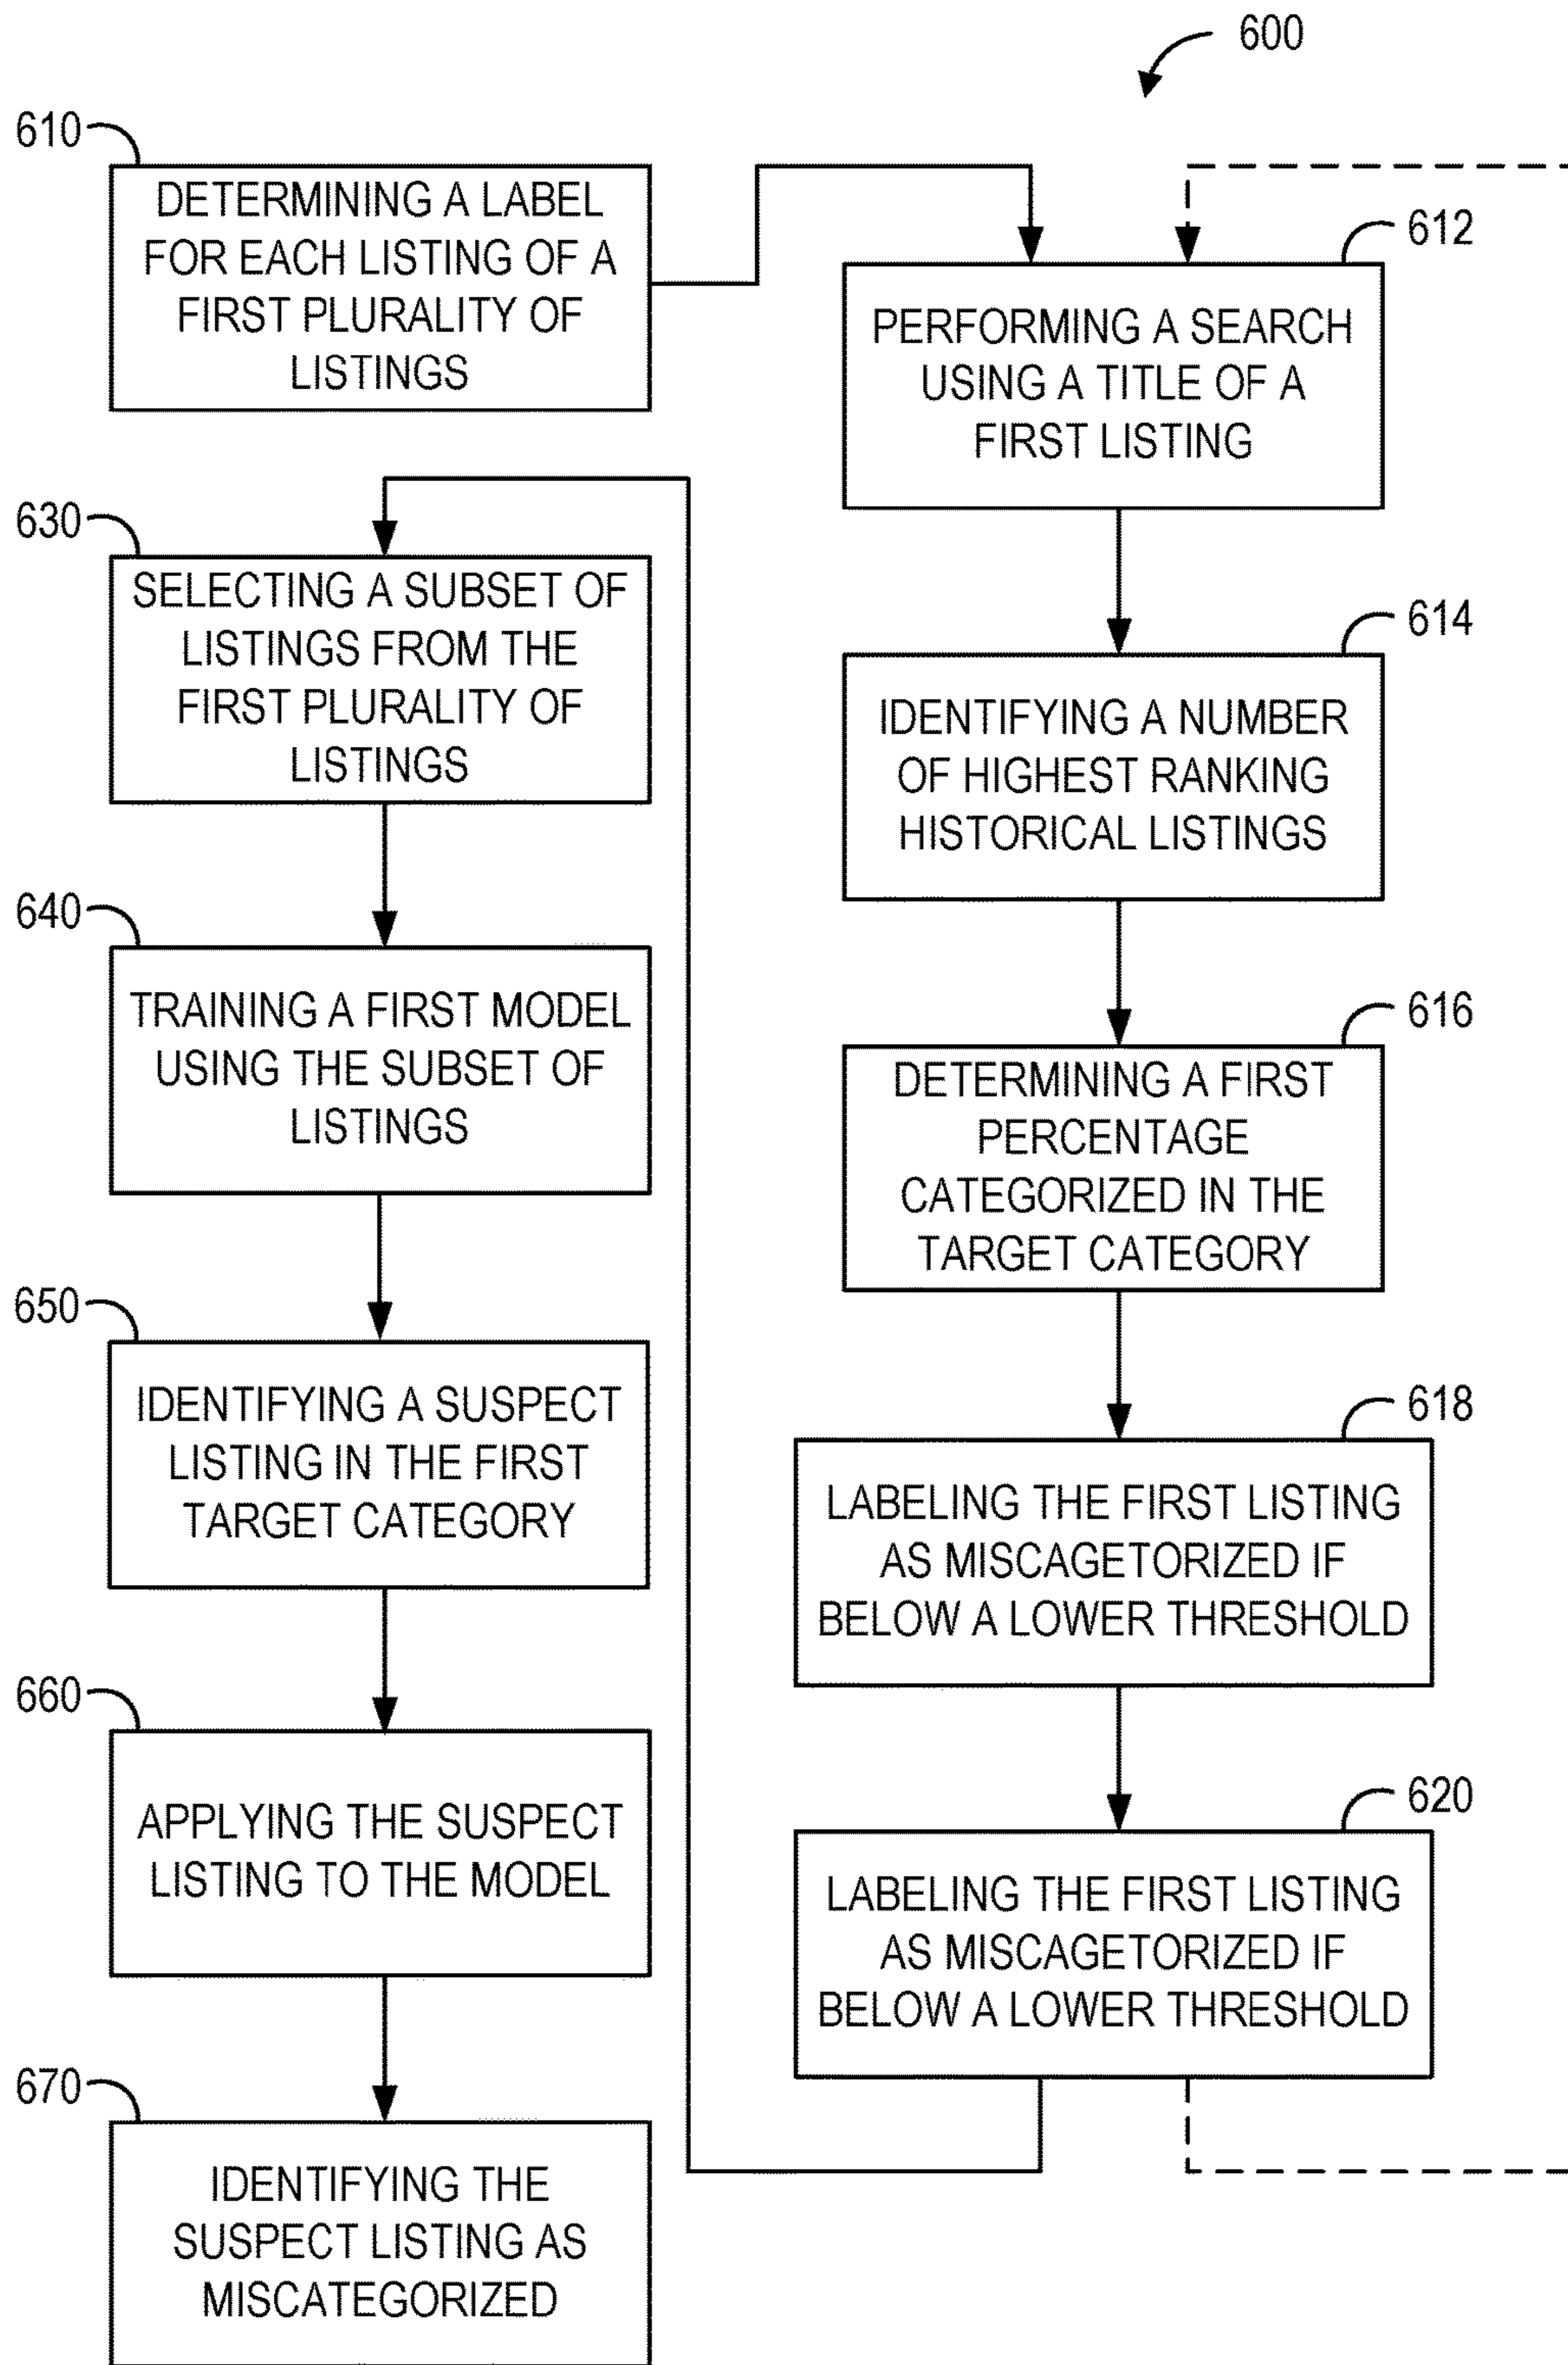 600
610
DETERMINING A LABEL
FOR EACH LISTING OF A
FIRST PLURALITY OF
LISTINGS
612
PERFORMING A SEARCH
USING A TITLE OF A
FIRST LISTING
614
IDENTIFYING A NUMBER
OF HIGHEST RANKING
HISTORICAL LISTINGS
616
DETERMINING A FIRST
PERCENTAGE
CATEGORIZED IN THE
TARGET CATEGORY
618
LABELING THE FIRST LISTING
AS MISCAGETORIZED IF
BELOW A LOWER THRESHOLD
620
LABELING THE FIRST LISTING
AS MISCAGETORIZED IF
BELOW A LOWER THRESHOLD
630
SELECTING A SUBSET OF
LISTINGS FROM THE
FIRST PLURALITY OF
LISTINGS
640
TRAINING A FIRST MODEL
USING THE SUBSET OF
LISTINGS
650
IDENTIFYING A SUSPECT
LISTING IN THE FIRST
TARGET CATEGORY
660
APPLYING THE SUSPECT
LISTING TO THE MODEL
670
IDENTIFYING THE
SUSPECT LISTING AS
MISCATEGORIZED